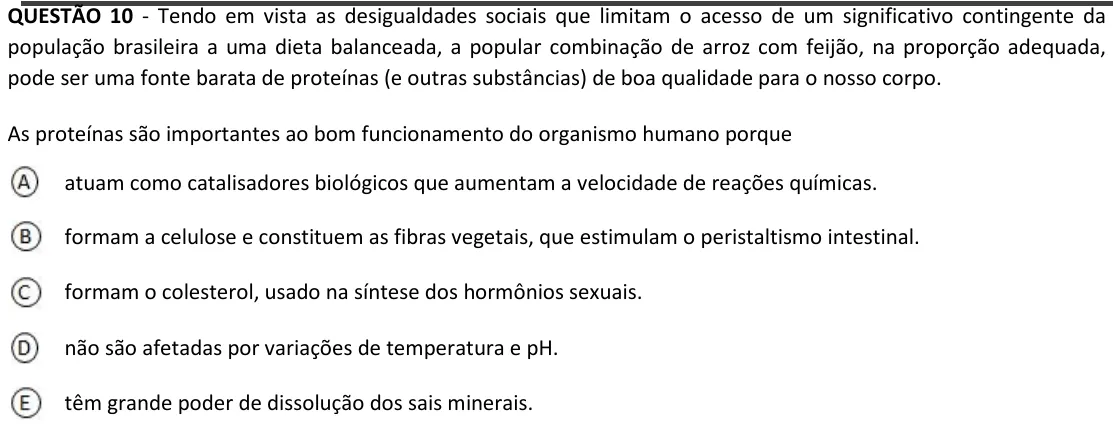 QUESTÃO 10 - Tendo em vista as desigualdades sociais que limitam o acesso de um significativo contingente da
população brasileira a uma dieta balanceada, a popular combinação de arroz com feijão, na proporção adequada,
pode ser uma fonte barata de proteínas (e outras substâncias) de boa qualidade para o nosso corpo.
As proteínas são importantes ao bom funcionamento do organismo humano porque
A atuam como catalisadores biológicos que aumentam a velocidade de reações químicas.
B formam a celulose e constituem as fibras vegetais, que estimulam o peristaltismo intestinal.
C formam o colesterol, usado na síntese dos hormônios sexuais.
D não são afetadas por variações de temperatura e pH.
E têm grande poder de dissolução dos sais minerais.